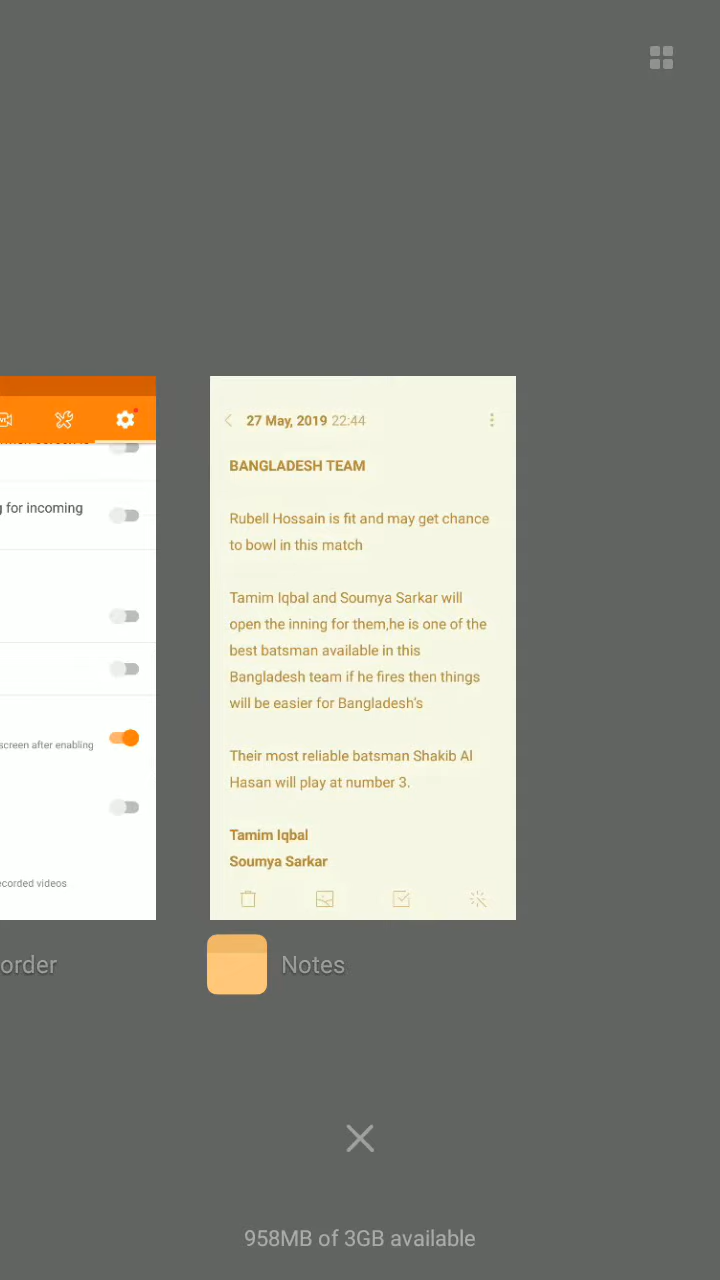 g for incoming
screen after enabling
ecorded videos
order
27 May, 2019 22:44
BANGLADESH TEAM
Rubell Hossain is fit and may get chance
to bowl in this match
Tamim Iqbal and Soumya Sarkar will
open the inning for them,he is one of the
best batsman available in this
Bangladesh team if he fires then things
will be easier for Bangladesh's
Their most reliable batsman Shakib Al
Hasan will play at number 3.
Tamim Iqbal
Soumya Sarkar
Notes
958MB of 3GB available